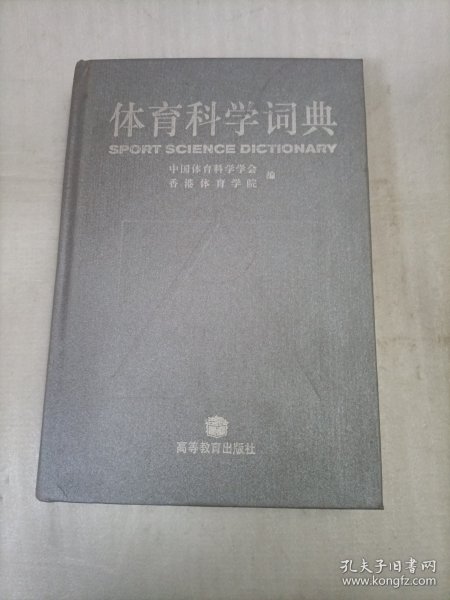 体育科学词典
SPORT SCIENCE DICTIONARY
中国体育科学学会
香港体育学院
编
高等教育出版社
孔夫子旧书网
www.kongfz.com